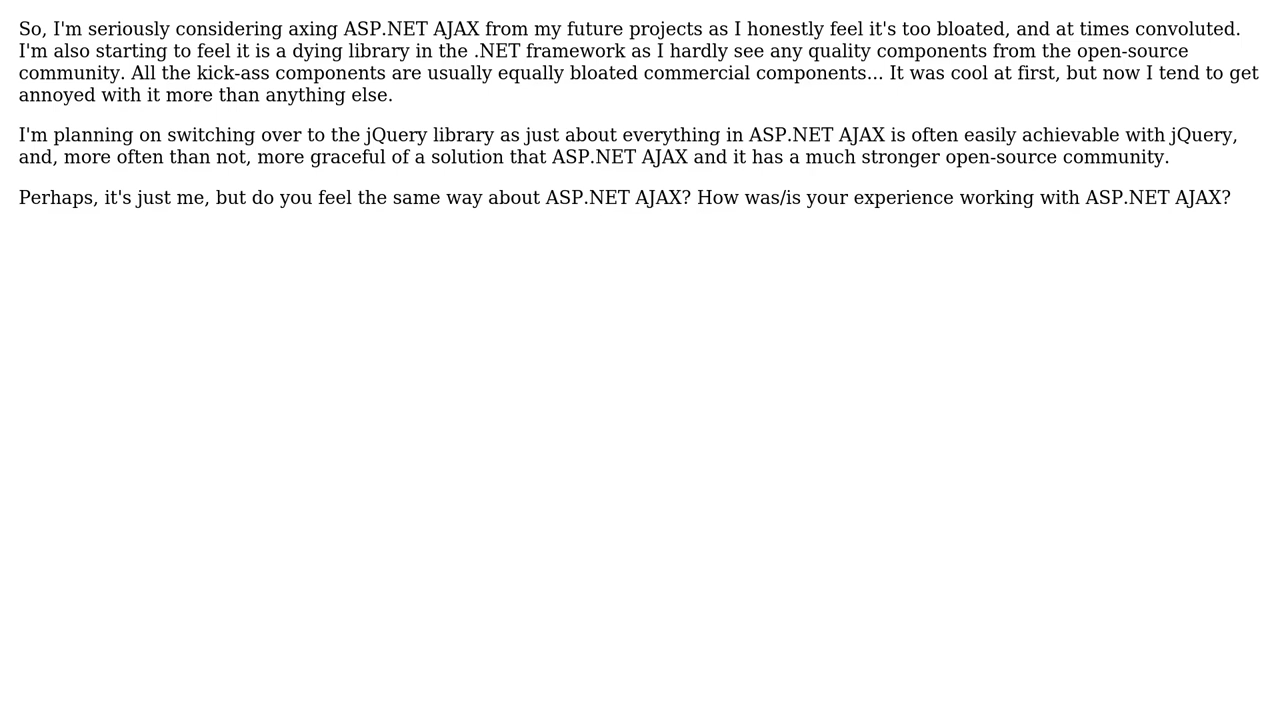 So, I'm seriously considering axing ASP.NET AJAX from my future projects as I honestly feel it's too bloated, and at times convoluted.
I'm also starting to feel it is a dying library in the .NET framework as I hardly see any quality components from the open-source
community. All the kick-ass components are usually equally bloated commercial components... It was cool at first, but now I tend to get
annoyed with it more than anything else.
I'm planning on switching over to the jQuery library as just about everything in ASP.NET AJAX is often easily achievable with jQuery,
and, more often than not, more graceful of a solution that ASP.NET AJAX and it has a much stronger open-source community.
Perhaps, it's just me, but do you feel the same way about ASP.NET AJAX? How was/is your experience working with ASP.NET AJAX?